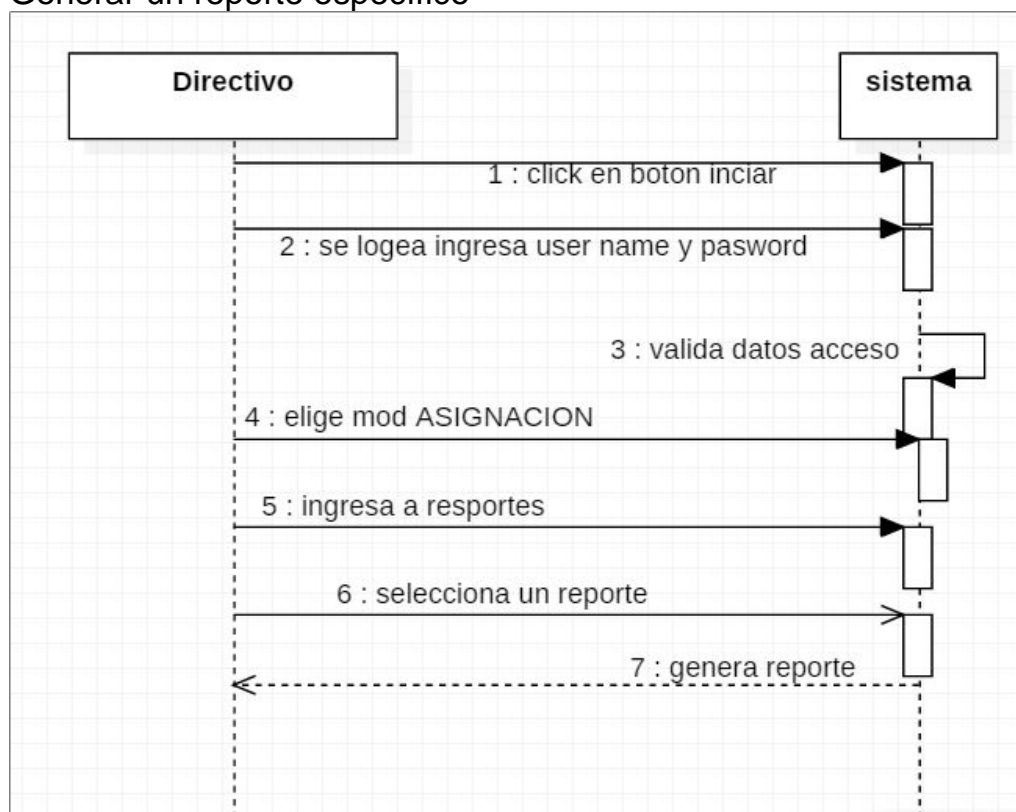 Generar un reporte especifico
Directivo
sistema
1 : click en boton inciar
2 : se logea ingresa user name y pasword
3 : valida datos acceso
4 : elige mod ASIGNACION
5 : ingresa a resportes
6 : selecciona un reporte
7 : genera reporte